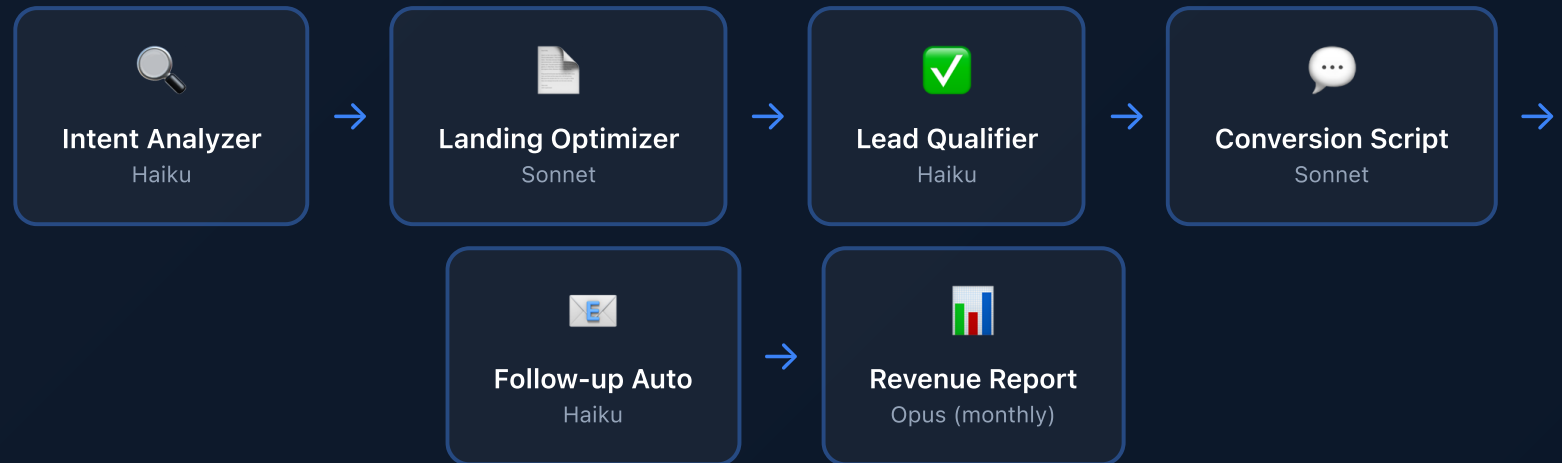 Intent Analyzer
Haiku
Landing Optimizer
Sonnet
Lead Qualifier
Haiku
Conversion Script
Sonnet
Follow-up Auto
Haiku
Revenue Report
Opus (monthly)